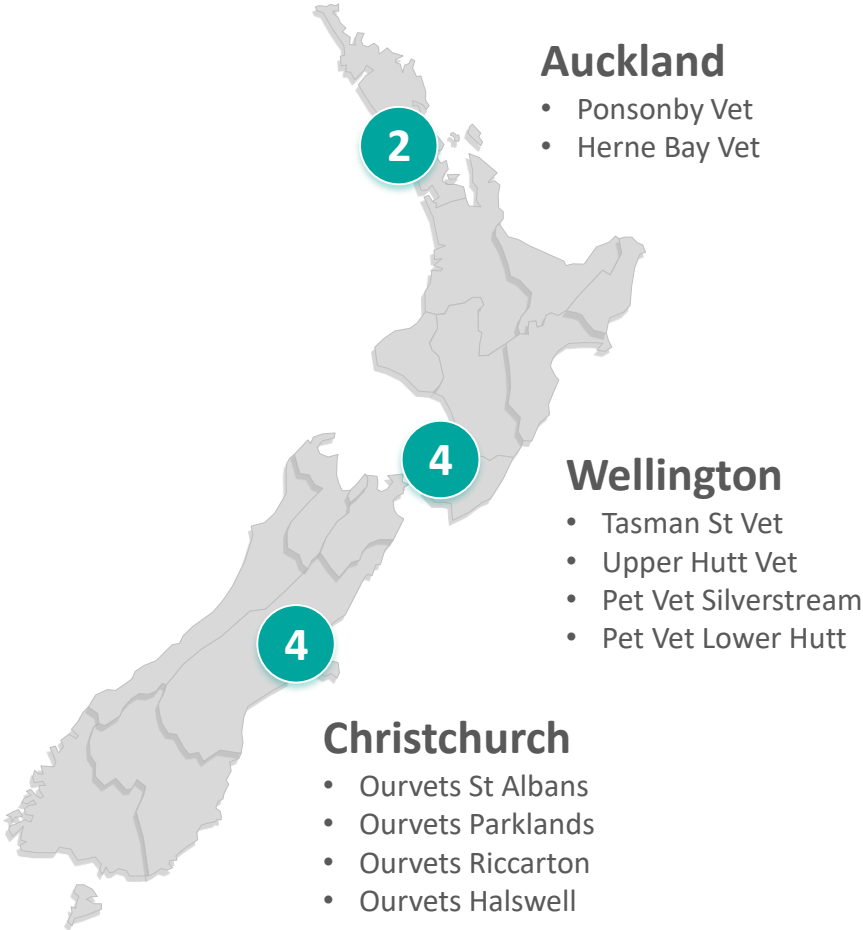 Auckland
• Ponsonby Vet
• Herne Bay Vet
2
4
Wellington
• Tasman St Vet
• Upper Hutt Vet
• Pet Vet Silverstream
• Pet Vet Lower Hutt
4
Christchurch
• Ourvets St Albans
• Ourvets Parklands
• Ourvets Riccarton
• Ourvets Halswell